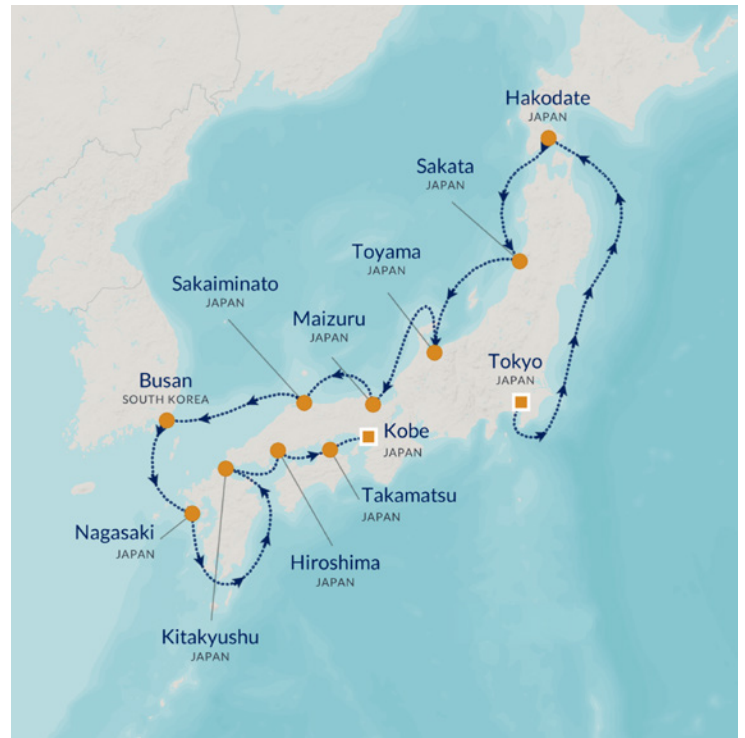 Hakodate
JAPAN
Sakata
JAPAN
Toyama
JAPAN
Sakaiminato
JAPAN
Maizuru
JAPAN
Tokyo
JAPAN
Busan
SOUTH KOREA
Kobe
JAPAN
Takamatsu
JAPAN
Nagasaki
JAPAN
Hiroshima
JAPAN
Kitakyushu
JAPAN